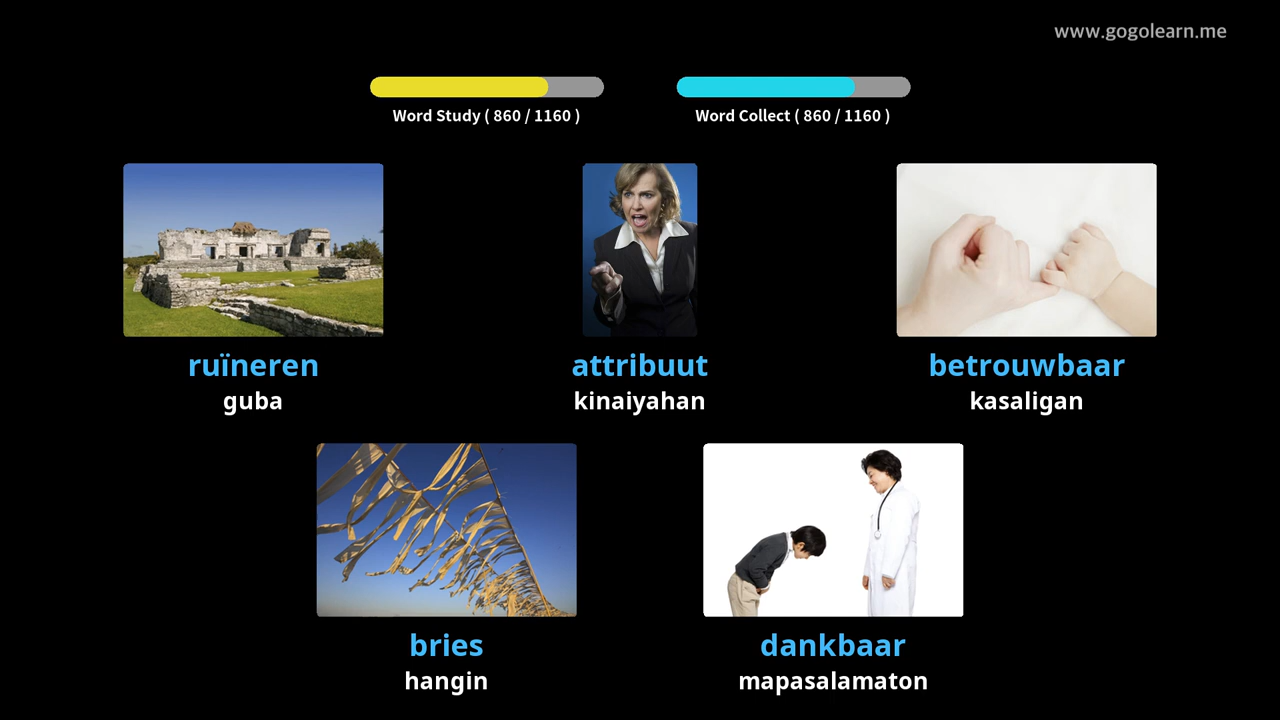 www.gogolearn.me
Word Study ( 860 / 1160 )
Word Collect ( 860 / 1160 )
ruïneren
guba
attribuut
kinaiyahan
betrouwbaar
kasaligan
bries
hangin
dankbaar
mapasalamaton